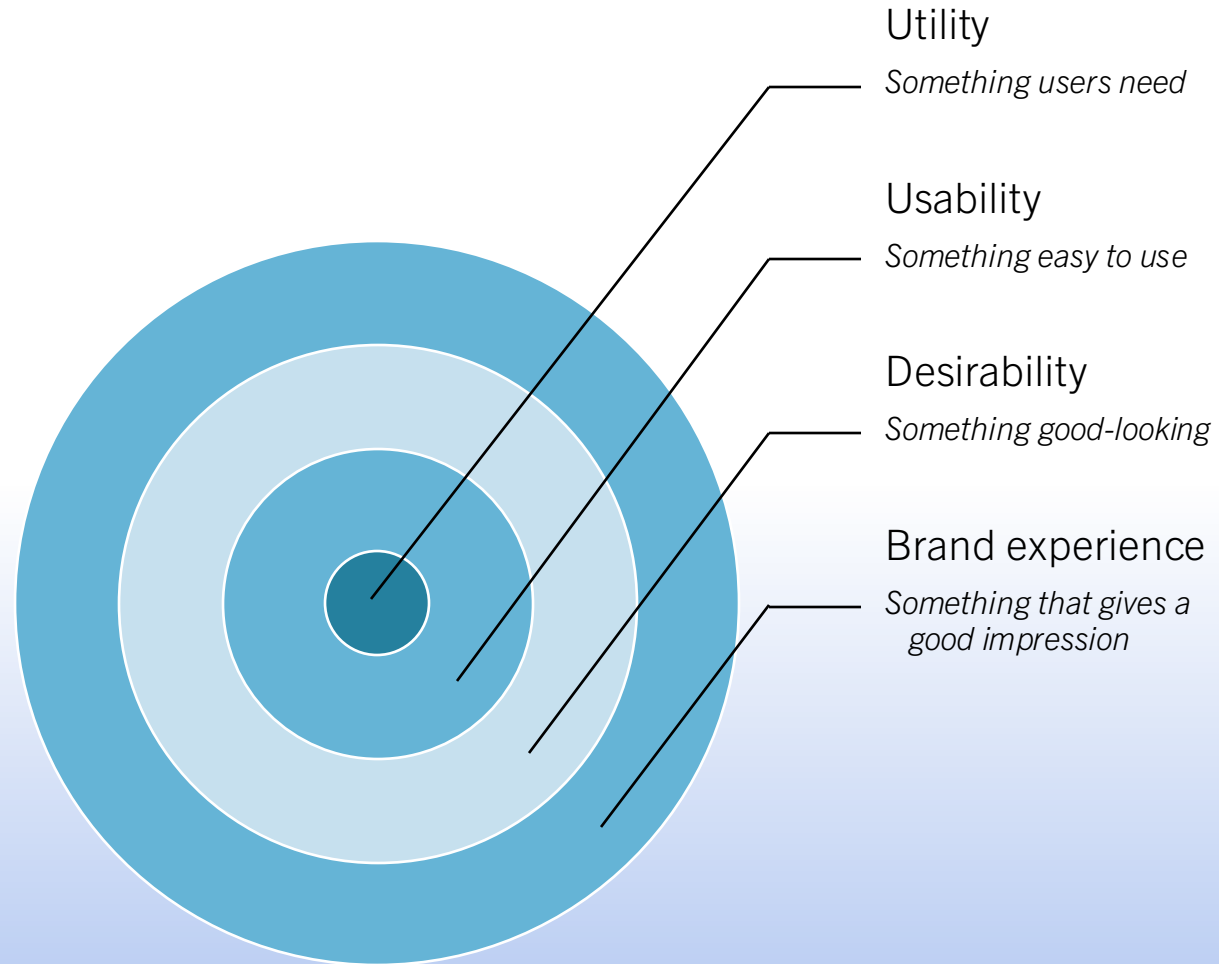 Utility
Something users need
Usability
Something easy to use
Desirability
Something good-looking
Brand experience
Something that gives a
good impression